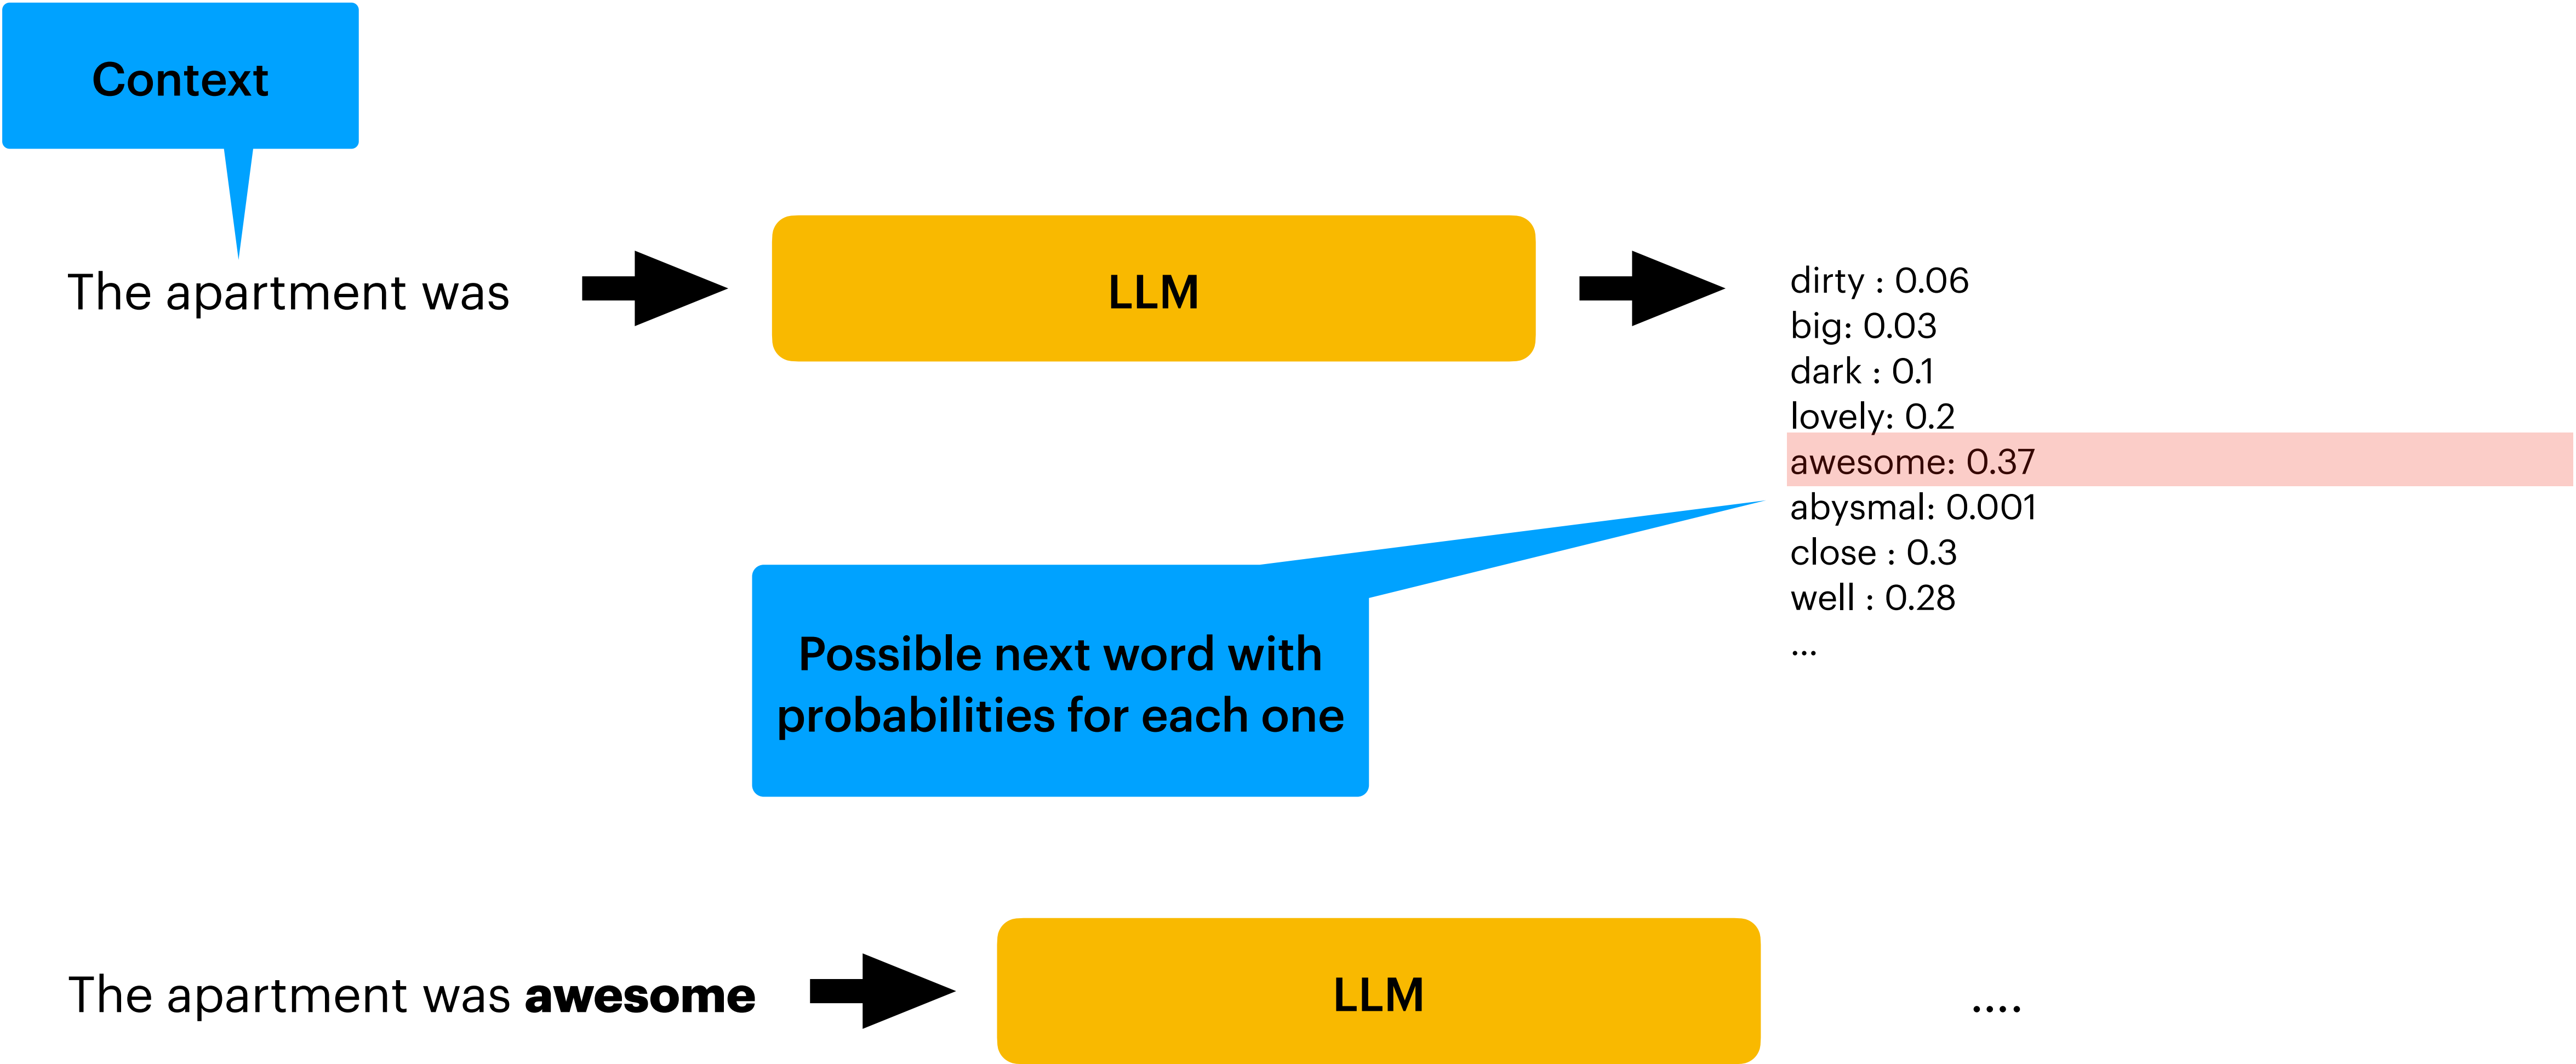 Context
The apartment was
LLM
dirty : 0.06
big: 0.03
dark : 0.1
lovely: 0.2
awesome: 0.37
abysmal: 0.001
close : 0.3
well : 0.28
...
Possible next word with
probabilities for each one
The apartment was awesome
LLM
....